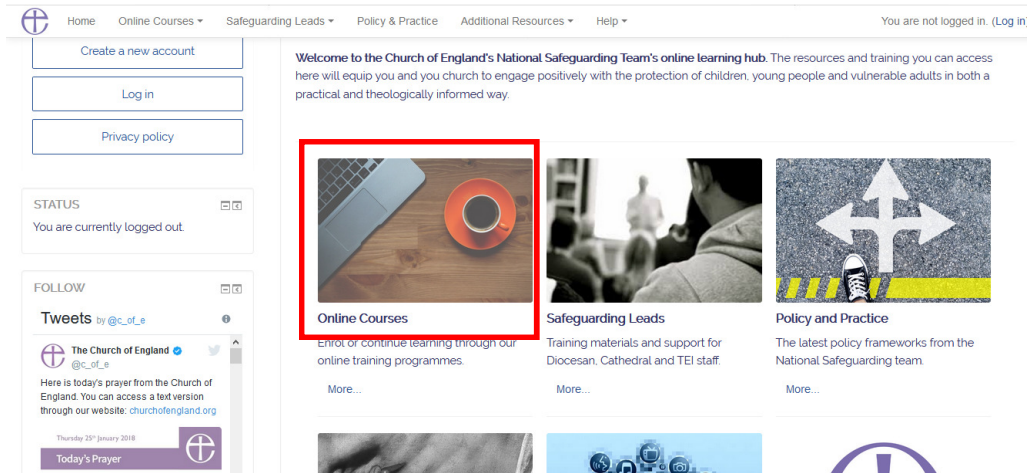 Home Online Courses Safeguarding Leads Policy & Practice Additional Resources Help You are not logged in. (Log in)
Create a new account
Log in
Privacy policy
STATUS
You are currently logged out.
FOLLOW
Tweets by @c_of_e
The Church of England
@c_of_e
Here is today's prayer from the Church of
England. You can access a text version
through our website: churchofengland.org
Thursday 25th January 2018
Today's Prayer
Welcome to the Church of England's National Safeguarding Team's online learning hub. The resources and training you can access
here will equip you and you church to engage positively with the protection of children, young people and vulnerable adults in both a
practical and theologically informed way.
Online Courses
Enrol or continue learning through our
online training programmes.
More...
Safeguarding Leads
Training materials and support for
Diocesan, Cathedral and TEI staff.
More...
Policy and Practice
The latest policy frameworks from the
National Safeguarding team.
More...